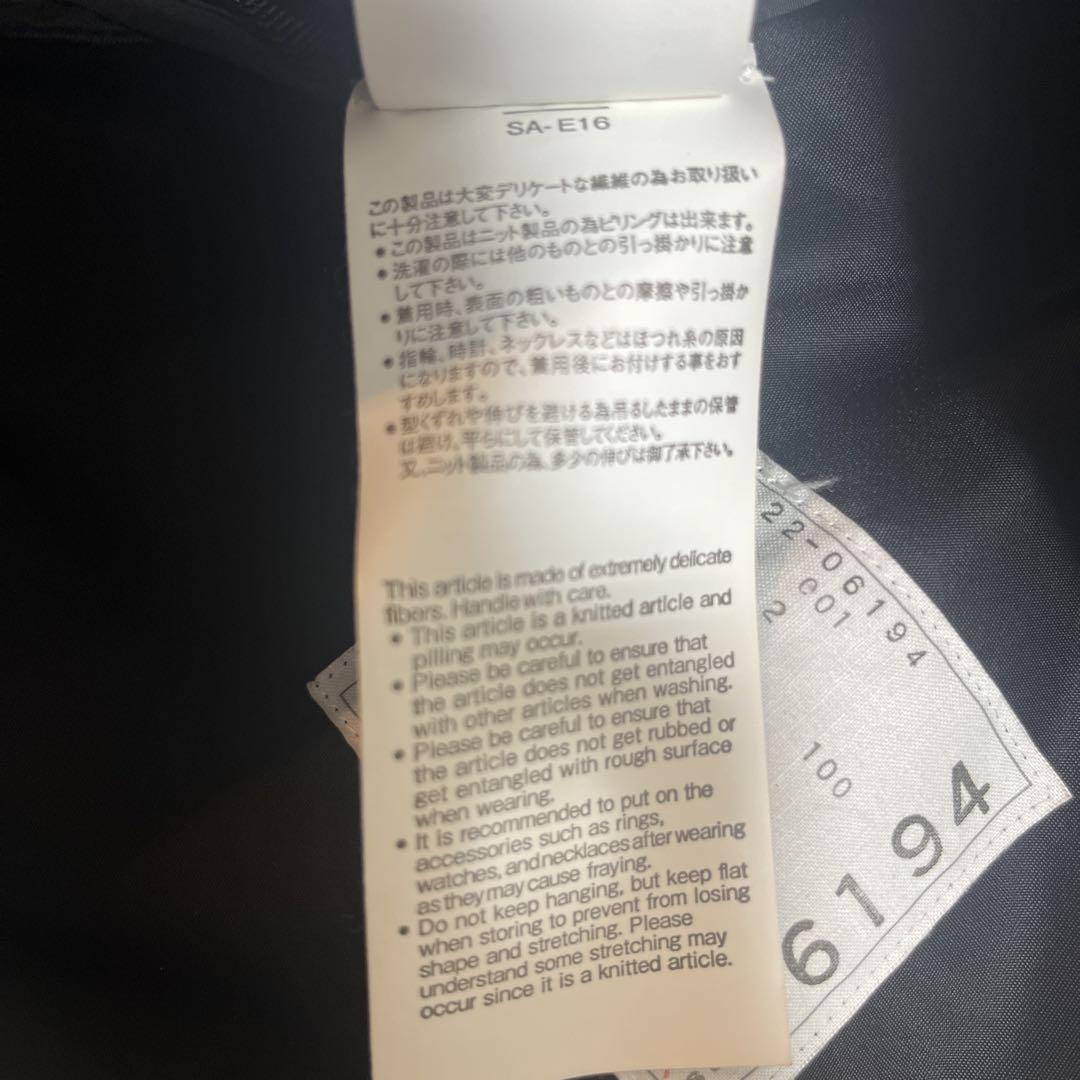 SA-E16
この製品は大変デリケートな繊維の為お取り扱い
に十分注意して下さい。
●この製品はニット製品の為ピリングは出来ます。
●洗濯の際には他のものとの引っ掛かりに注意
して下さい。
●着用時、表面の粗いものとの摩擦や引っ掛か
りに注意して下さい。
●指輪、時計、ネックレスなどはほつれ糸の原因
になりますので、着用後にお付けする事をおす
すめします。
●型くずれや伸びを避ける為吊るしたままの保管
は避け、平らにして保管してください。
又、ニット製品の為、多少の伸びは御了承下さい。
This article is made of extremely delicate
fibers. Handle with care.
● This article is a knitted article and
pilling may occur.
● Please be careful to ensure that
the article does not get entangled
with other articles when washing.
● Please be careful to ensure that
the article does not get rubbed or
get entangled with rough surface
when wearing.
● It is recommended to put on the
accessories such as rings,
watches, and necklaces after wearing
as they may cause fraying.
● Do not keep hanging, but keep flat
when storing to prevent from losing
shape and stretching. Please
understand some stretching may
occur since it is a knitted article.
22-06194
001
2
100
6194